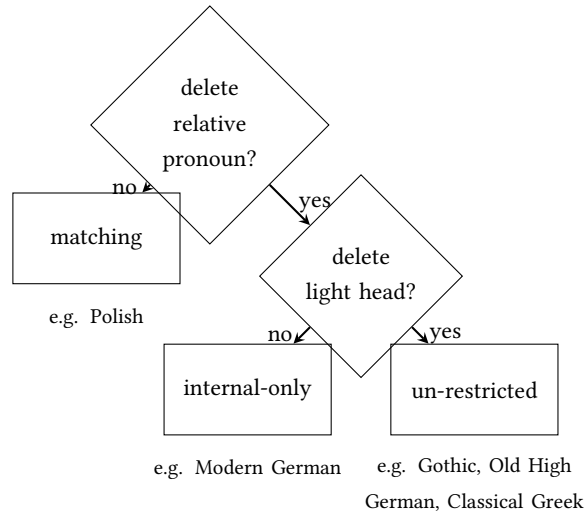 delete
relative
pronoun?
no
yes
matching
delete
light head?
e.g. Polish
no
yes
internal-only
un-restricted
e.g. Modern German
e.g. Gothic, Old High
German, Classical Greek